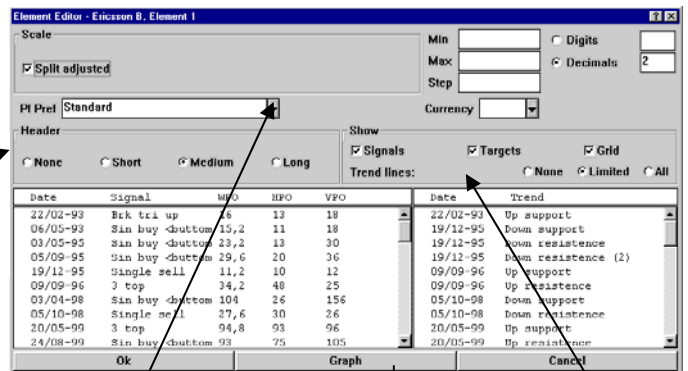 Element Editor - Ericsson B, Element 1
Scale
Split adjusted
Min
Max
Step
Digits
Decimals 2
Pf Pref Standard
Currency
Header
None Short Medium Long
Show
Signals Targets Grid
Trend lines: None Limited All
Date Signal WPO HPO VPO
22/02-93 Brk tri up 16 13 18
06/05-93 Sin buy <buttom 15,2 11 18
03/05-95 Sin buy <buttom 23,2 13 30
05/09-95 Sin buy <buttom 29,6 20 36
19/12-95 Single sell 11,2 10 12
09/09-96 3 top 34,2 48 25
03/04-98 Sin buy <buttom 104 26 156
05/10-98 Single sell 27,6 30 26
20/05-99 3 top 94,8 93 96
24/08-99 Sin buy <buttom 93 75 105
Date Trend
22/02-93 Up support
19/12-95 Down support
19/12-95 Down resistence
19/12-95 Down resistence (2)
09/09-96 Up support
09/09-96 Up resistence
05/10-98 Down support
05/10-98 Down resistence
20/05-99 Up support
20/05-99 Up resistence
Ok Graph Cancel